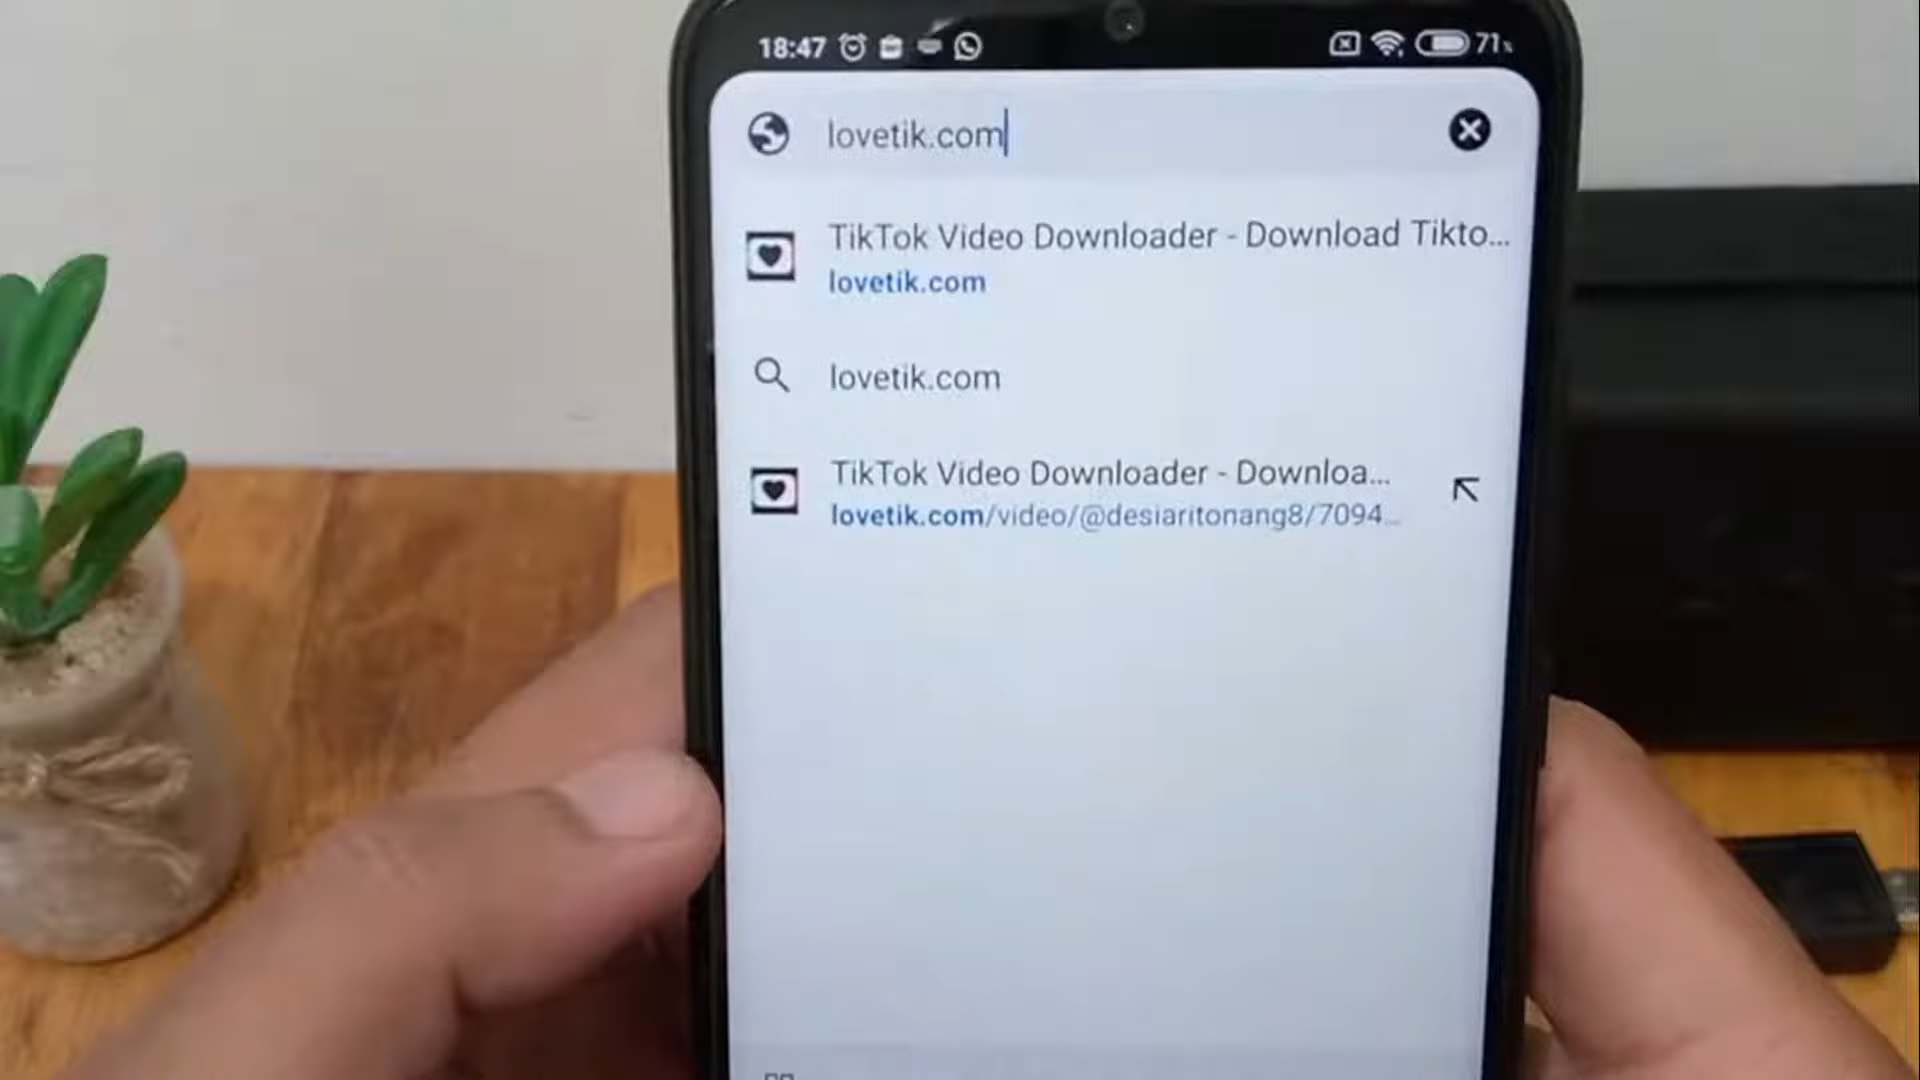 18:47
71%
lovetik.com
TikTok Video Downloader - Download Tikto...
lovetik.com
lovetik.com
TikTok Video Downloader - Downloa...
lovetik.com/video/@desiaritonang8/7094...